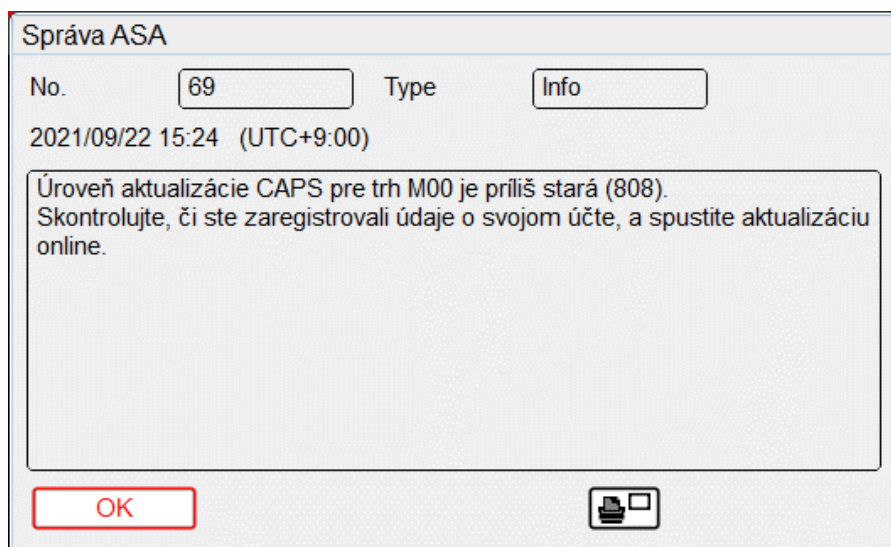 Správa ASA
No. 69 Type Info
2021/09/22 15:24 (UTC+9:00)
Úroveň aktualizácie CAPS pre trh M00 je príliš stará (808).
Skontrolujte, či ste zaregistrovali údaje o svojom účte, a spustite aktualizáciu
online.
OK